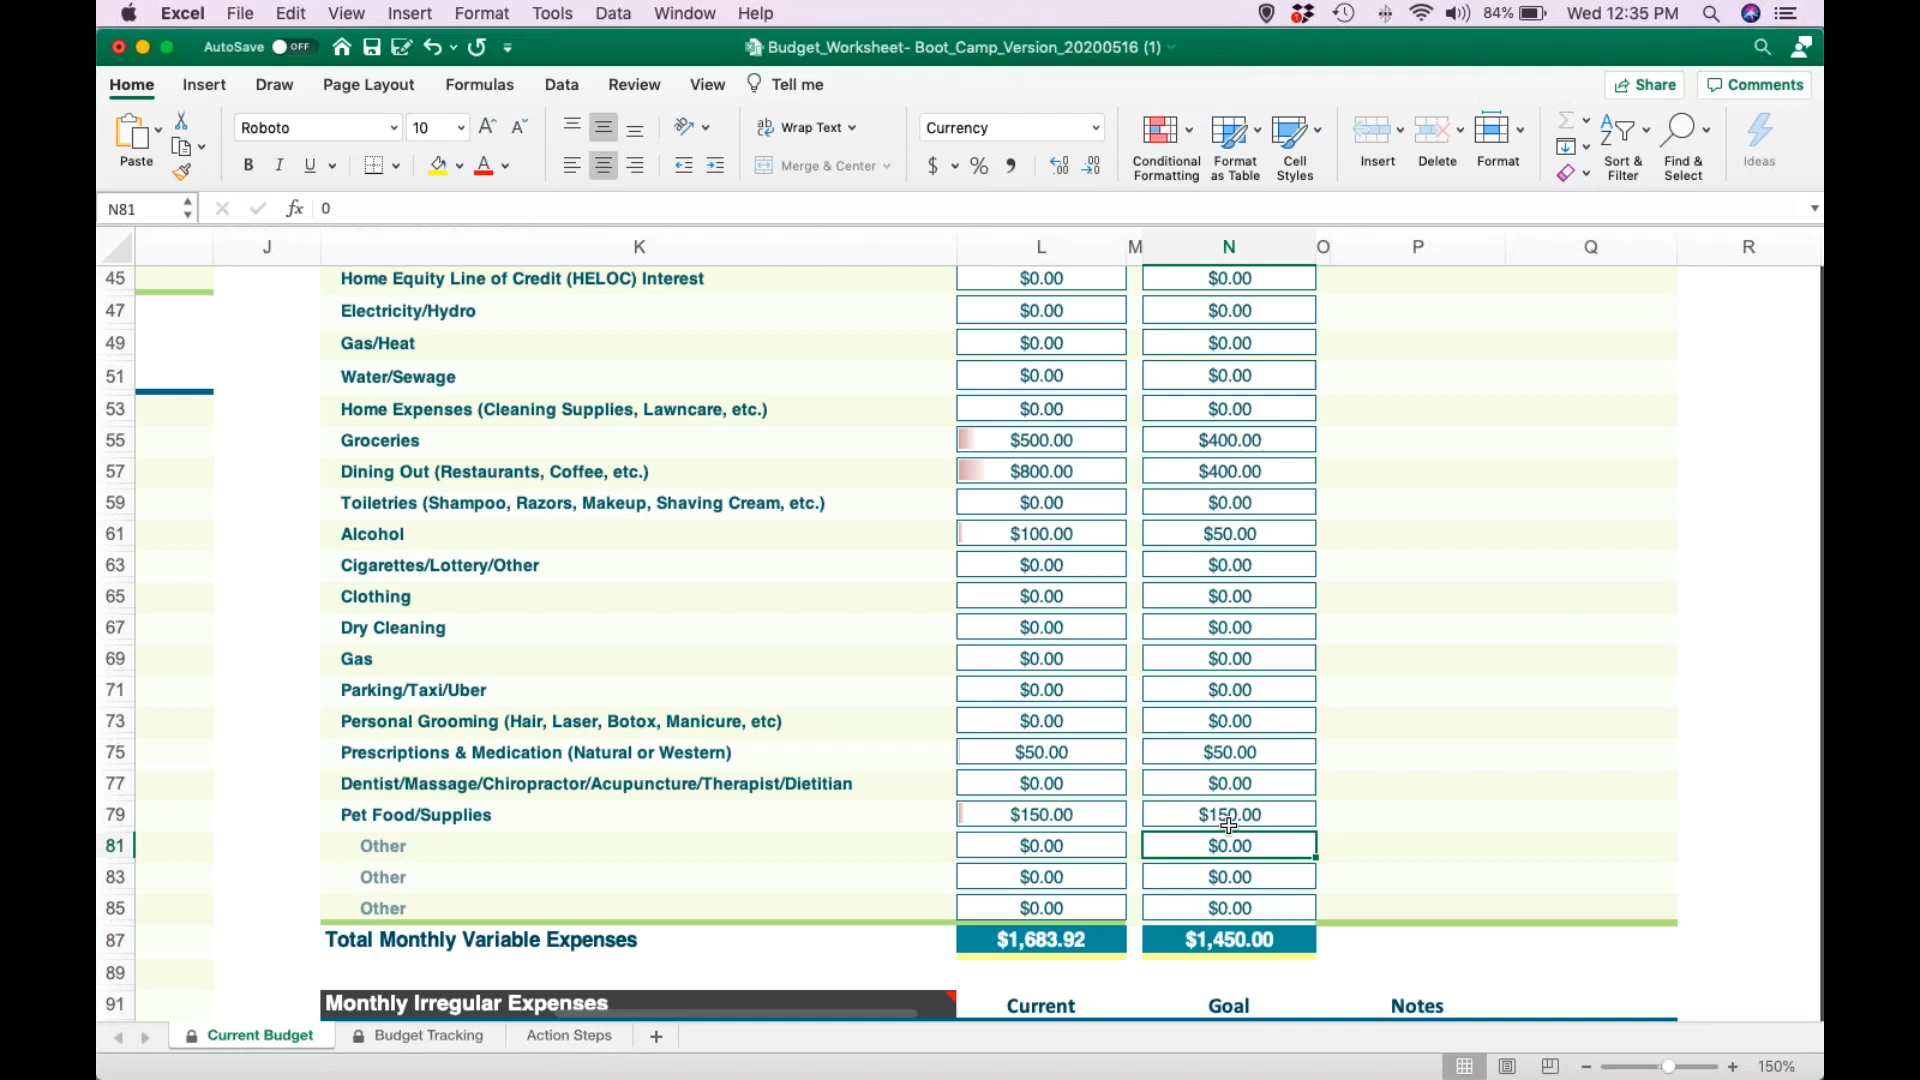 Excel File Edit View Insert Format Tools Data Window Help 84% Wed 12:35 PM
AutoSave OFF Budget_Worksheet- Boot_Camp_Version_20200516 (1)
Home Insert Draw Page Layout Formulas Data Review View Tell me Share Comments
Paste Roboto 10 Wrap Text Currency
B I U A Merge & Center $ % Conditional Formatting Format as Table Cell Styles Insert Delete Format Sort & Filter Find & Select Ideas
N81 fx 0
J K L M N O P Q R
45 Home Equity Line of Credit (HELOC) Interest $0.00 $0.00
47 Electricity/Hydro $0.00 $0.00
49 Gas/Heat $0.00 $0.00
51 Water/Sewage $0.00 $0.00
53 Home Expenses (Cleaning Supplies, Lawncare, etc.) $0.00 $0.00
55 Groceries $500.00 $400.00
57 Dining Out (Restaurants, Coffee, etc.) $800.00 $400.00
59 Toiletries (Shampoo, Razors, Makeup, Shaving Cream, etc.) $0.00 $0.00
61 Alcohol $100.00 $50.00
63 Cigarettes/Lottery/Other $0.00 $0.00
65 Clothing $0.00 $0.00
67 Dry Cleaning $0.00 $0.00
69 Gas $0.00 $0.00
71 Parking/Taxi/Uber $0.00 $0.00
73 Personal Grooming (Hair, Laser, Botox, Manicure, etc) $0.00 $0.00
75 Prescriptions & Medication (Natural or Western) $50.00 $50.00
77 Dentist/Massage/Chiropractor/Acupuncture/Therapist/Dietitian $0.00 $0.00
79 Pet Food/Supplies $150.00 $150.00
81 Other $0.00 $0.00
83 Other $0.00 $0.00
85 Other $0.00 $0.00
87 Total Monthly Variable Expenses $1,683.92 $1,450.00
89
91 Monthly Irregular Expenses Current Goal Notes
Current Budget Budget Tracking Action Steps +
150%